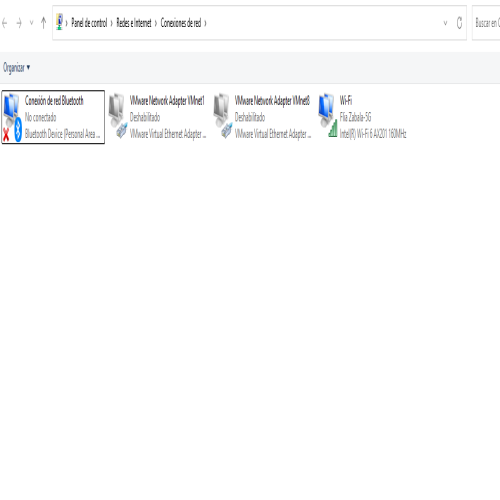 Panel de control › Redes e Internet › Conexiones de red ›
Buscar en C
Organizar
Conexión de red Bluetooth
No conectado
Bluetooth Device (Personal Area ...
VMware Network Adapter VMnet1
Deshabilitado
VMware Virtual Ethernet Adapter ...
VMware Network Adapter VMnet8
Deshabilitado
VMware Virtual Ethernet Adapter ...
Wi-Fi
Flia Zabala-5G
Intel(R) Wi-Fi 6 AX201 160MHz